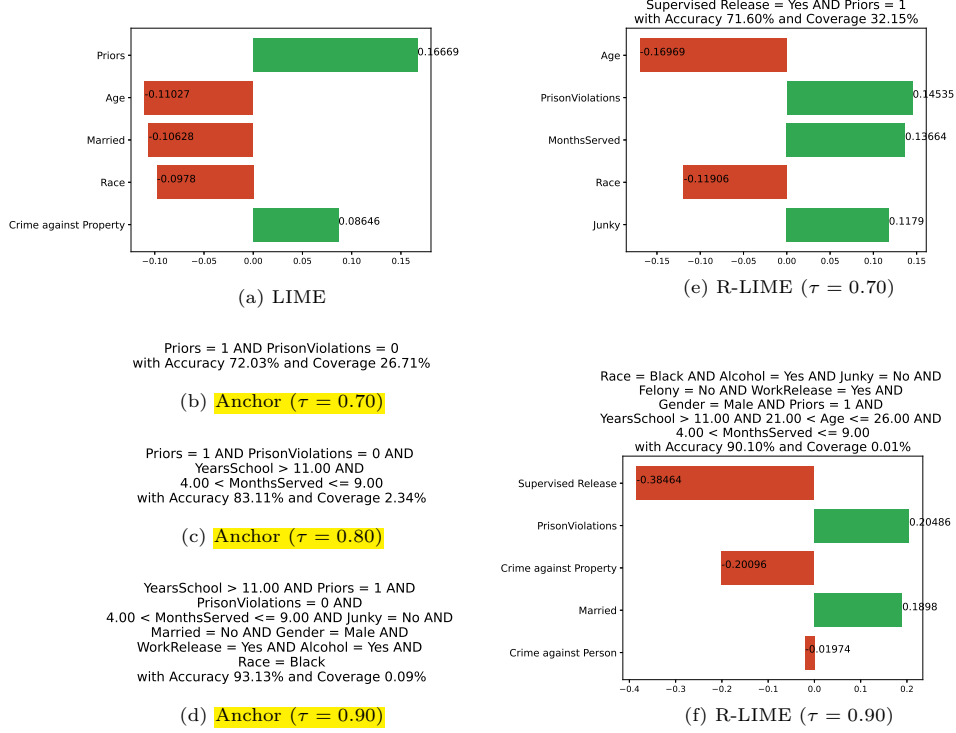 Priors
0.16669
Age
-0.11027
Married
-0.10628
Race
-0.0978
Crime against Property
0.08646
−0.10 −0.05 0.00 0.05 0.10 0.15
(a) LIME
Priors = 1 AND PrisonViolations = 0
with Accuracy 72.03% and Coverage 26.71%
(b) Anchor (τ = 0.70)
Priors = 1 AND PrisonViolations = 0 AND
YearsSchool > 11.00 AND
4.00 < MonthsServed <= 9.00
with Accuracy 83.11% and Coverage 2.34%
(c) Anchor (τ = 0.80)
YearsSchool > 11.00 AND Priors = 1 AND
PrisonViolations = 0 AND
4.00 < MonthsServed <= 9.00 AND Junky = No AND
Married = No AND Gender = Male AND
WorkRelease = Yes AND Alcohol = Yes AND
Race = Black
with Accuracy 93.13% and Coverage 0.09%
(d) Anchor (τ = 0.90)
Supervised Release = Yes AND Priors = 1
with Accuracy 71.60% and Coverage 32.15%
Age
-0.16969
PrisonViolations
0.14535
MonthsServed
0.13664
Race
-0.11906
Junky
0.1179
−0.15 −0.10 −0.05 0.00 0.05 0.10 0.15
(e) R-LIME (τ = 0.70)
Race = Black AND Alcohol = Yes AND Junky = No AND
Felony = No AND WorkRelease = Yes AND
Gender = Male AND Priors = 1 AND
YearsSchool > 11.00 AND 21.00 < Age <= 26.00 AND
4.00 < MonthsServed <= 9.00
with Accuracy 90.10% and Coverage 0.01%
Supervised Release
-0.38464
PrisonViolations
0.20486
Crime against Property
-0.20096
Married
0.1898
Crime against Person
-0.01974
−0.4 −0.3 −0.2 −0.1 0.0 0.1 0.2
(f) R-LIME (τ = 0.90)